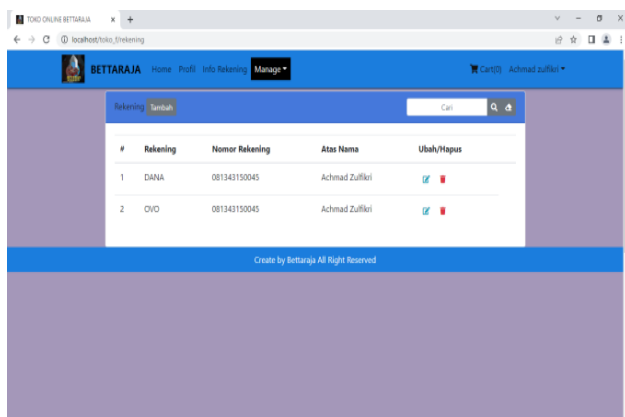 TOKO ONLINE BETTARAJA
localhost/toko_1/rekening
BETTARAJA Home Profil Info Rekening Manage Cart(0) Achmad zulfikri
Rekening Tambah Cari
# Rekening Nomor Rekening Atas Nama Ubah/Hapus
1 DANA 081343150045 Achmad Zulfikri
2 OVO 081343150045 Achmad Zulfikri
Create by Bettaraja All Right Reserved